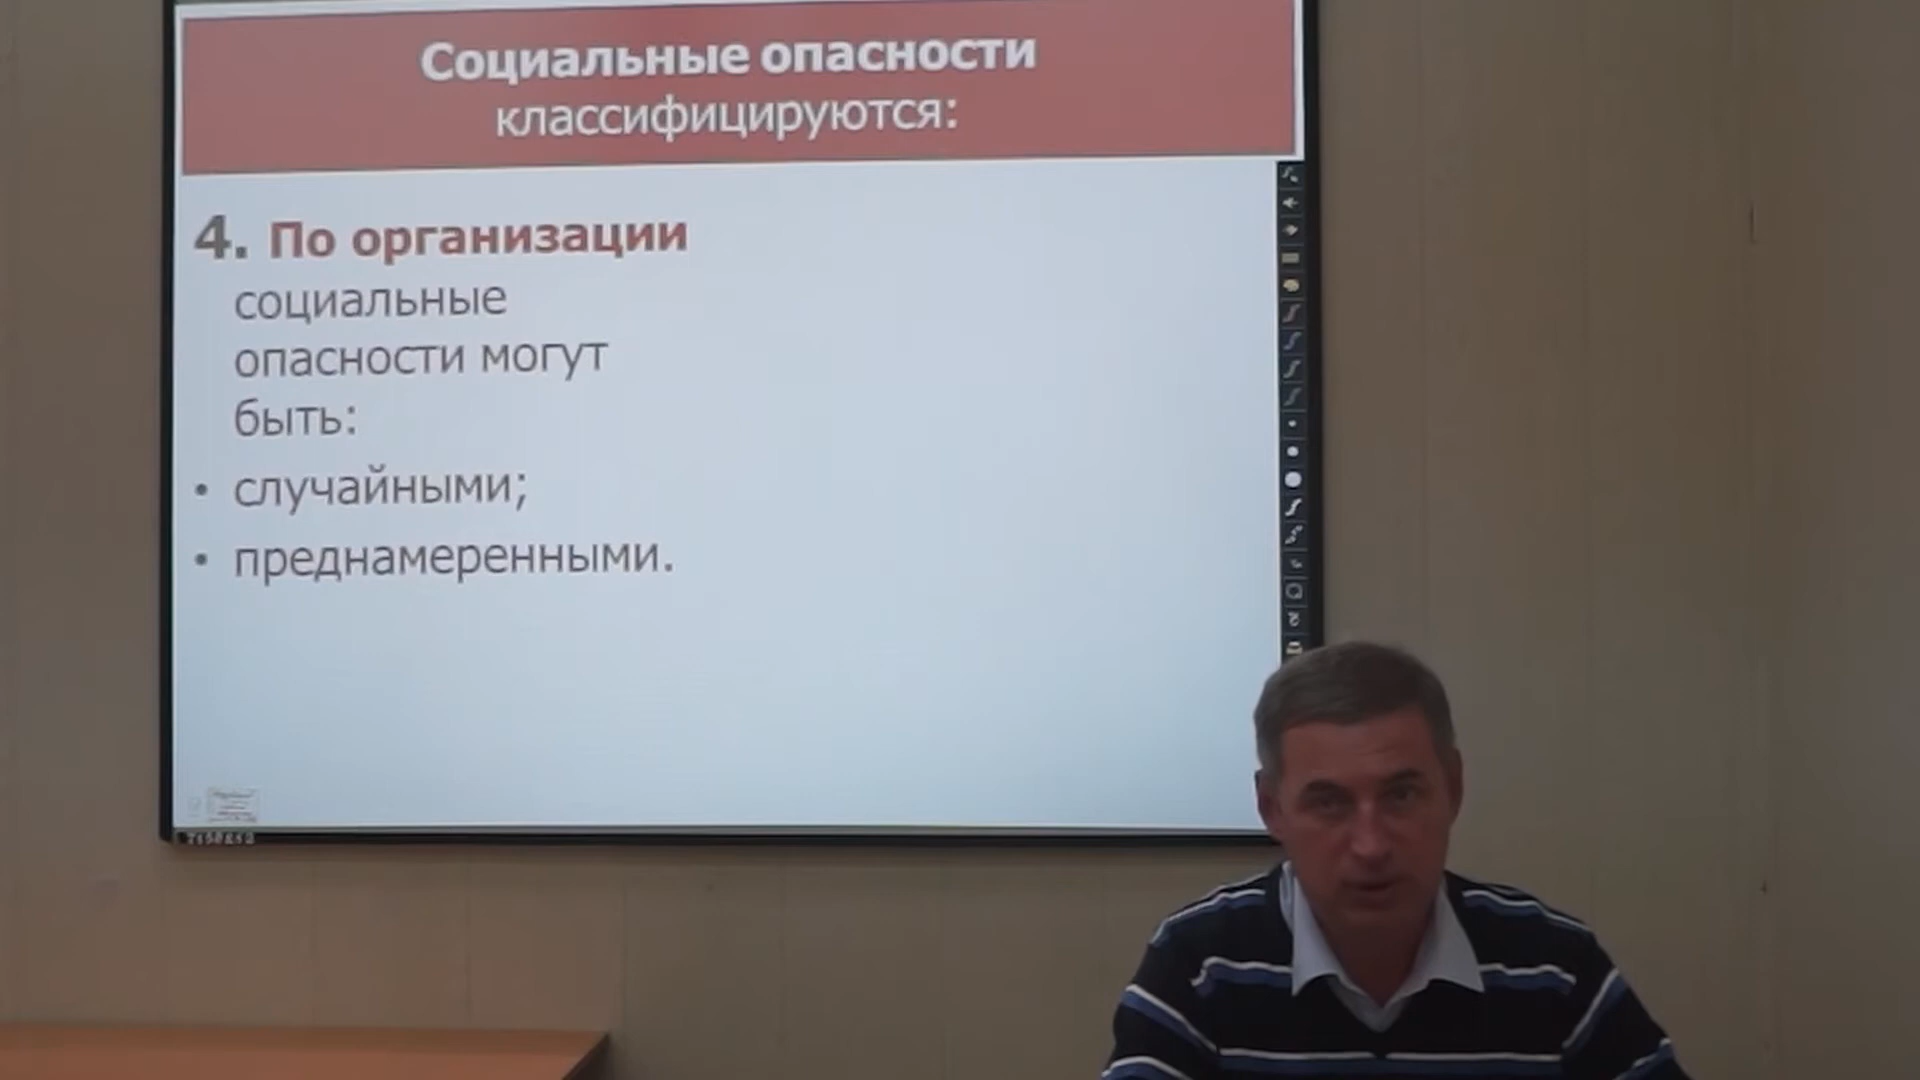 Социальные опасности
классифицируются:
4. По организации
социальные
опасности могут
быть:
• случайными;
• преднамеренными.